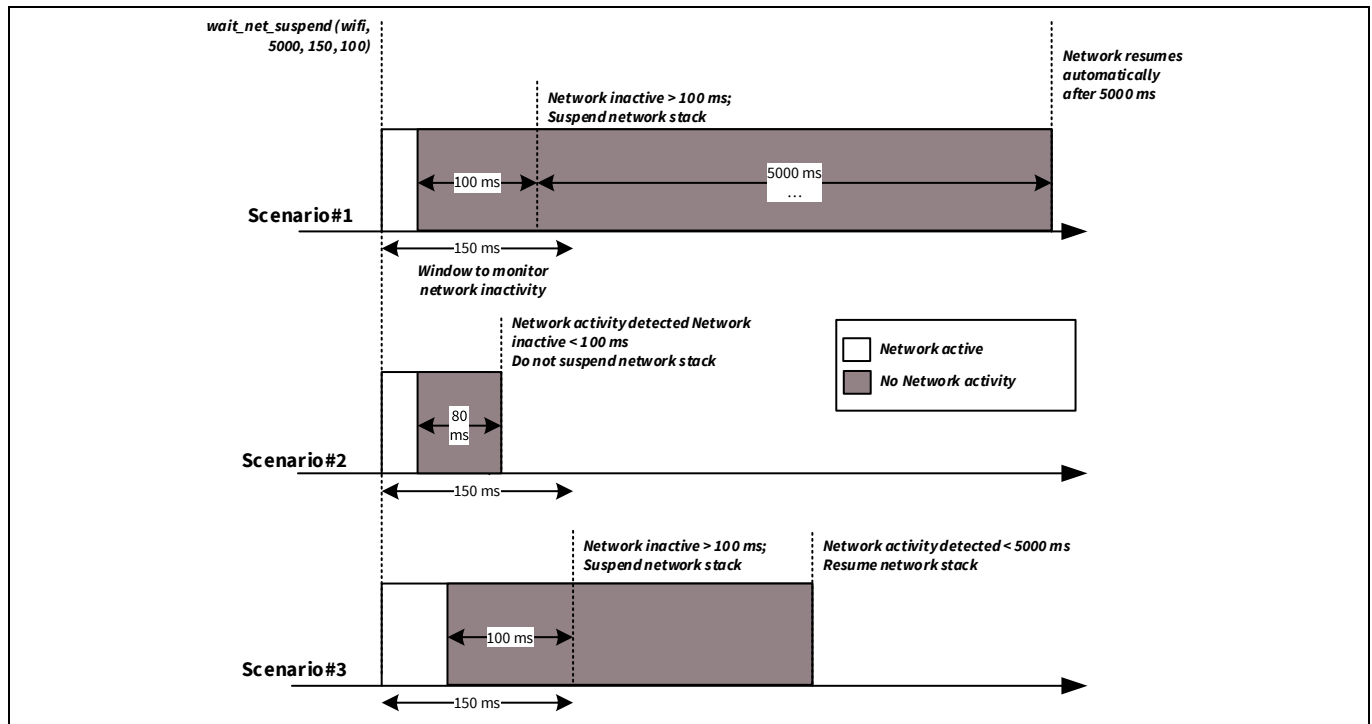 wait_net_suspend (wifi,
5000, 150, 100)
Network resumes
automatically
after 5000 ms
Network inactive > 100 ms;
Suspend network stack
100 ms
5000 ms
...
Scenario#1
150 ms
Window to monitor
network inactivity
Network activity detected Network
inactive < 100 ms
Do not suspend network stack
Network active
No Network activity
80
ms
Scenario#2
150 ms
Network inactive > 100 ms;
Suspend network stack
Network activity detected < 5000 ms
Resume network stack
100 ms
Scenario#3
150 ms